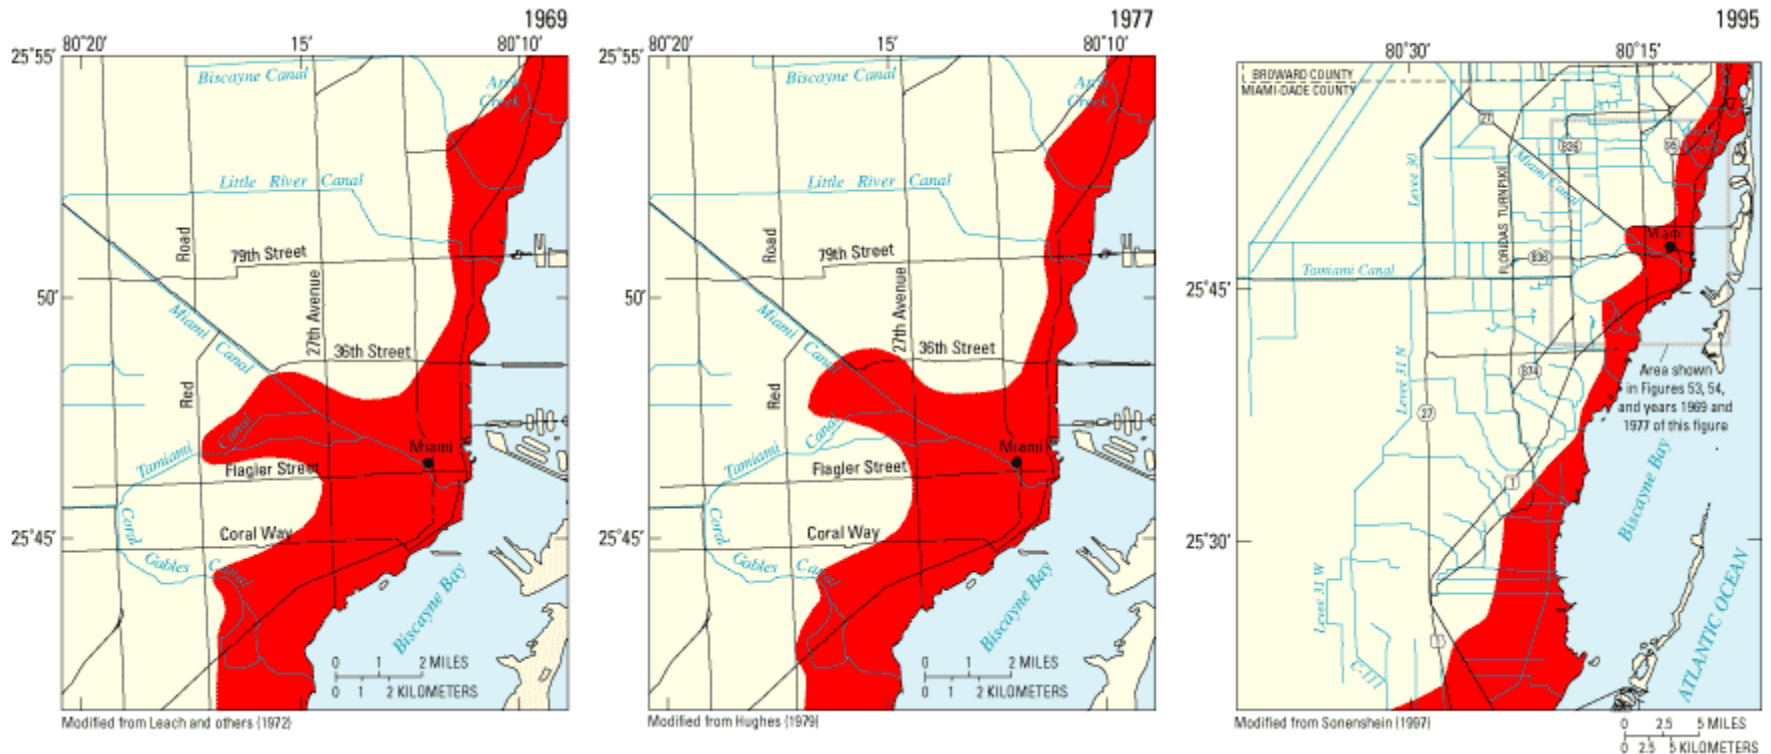 1969
80°20'
15'
80°10'
25°55'
Biscayne Canal
Arch
Creek
Little River Canal
Road
79th Street
27th Avenue
50'
Miami Canal
36th Street
Red
Tamiami Canal
Miami
Flagler Street
Coral Way
25°45'
Coral Gables Canal
Biscayne Bay
0 1 2 MILES
0 1 2 KILOMETERS
Modified from Leach and others (1972)
1977
80°20'
15'
80°10'
25°55'
Biscayne Canal
Arch
Creek
Little River Canal
Road
79th Street
27th Avenue
50'
Miami Canal
36th Street
Red
Tamiami Canal
Miami
Flagler Street
Coral Way
25°45'
Coral Gables Canal
Biscayne Bay
0 1 2 MILES
0 1 2 KILOMETERS
Modified from Hughes (1979)
1995
80°30'
80°15'
BROWARD COUNTY
MIAMI-DADE COUNTY
27
826
95
Miami Canal
Levee 30
FLORIDAS TURNPIKE
Miami
836
Tamiami Canal
25°45'
Levee 31 N
874
Area shown
in Figures 53, 54,
and years 1969 and
1977 of this figure
27
Biscayne Bay
1
25°30'
Levee 31 W
ATLANTIC OCEAN
1
C-111
Modified from Sonenshein (1997)
0 2.5 5 MILES
0 2.5 5 KILOMETERS